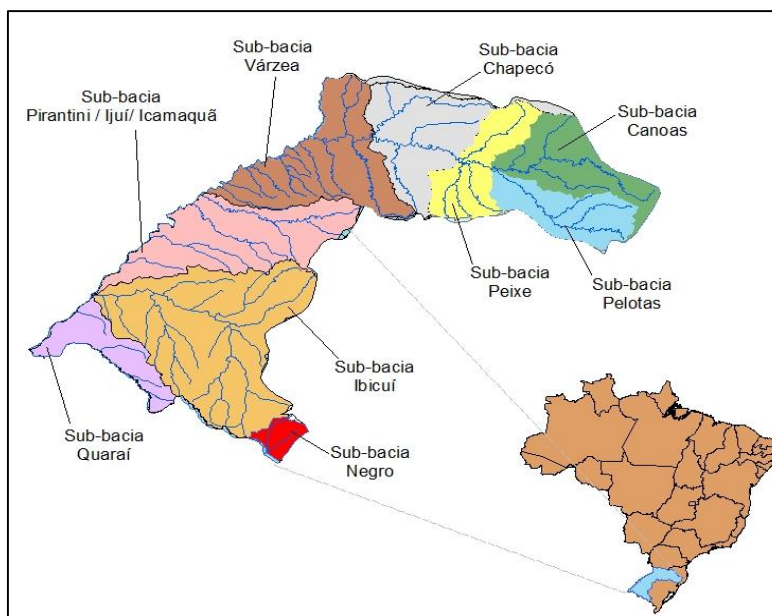 Sub-bacia
Várzea
Sub-bacia
Chapecó
Sub-bacia
Pirantini / Ijuí/ Icamaquã
Sub-bacia
Canoas
Sub-bacia
Peixe
Sub-bacia
Pelotas
Sub-bacia
Ibicuí
Sub-bacia
Quaraí
Sub-bacia
Negro